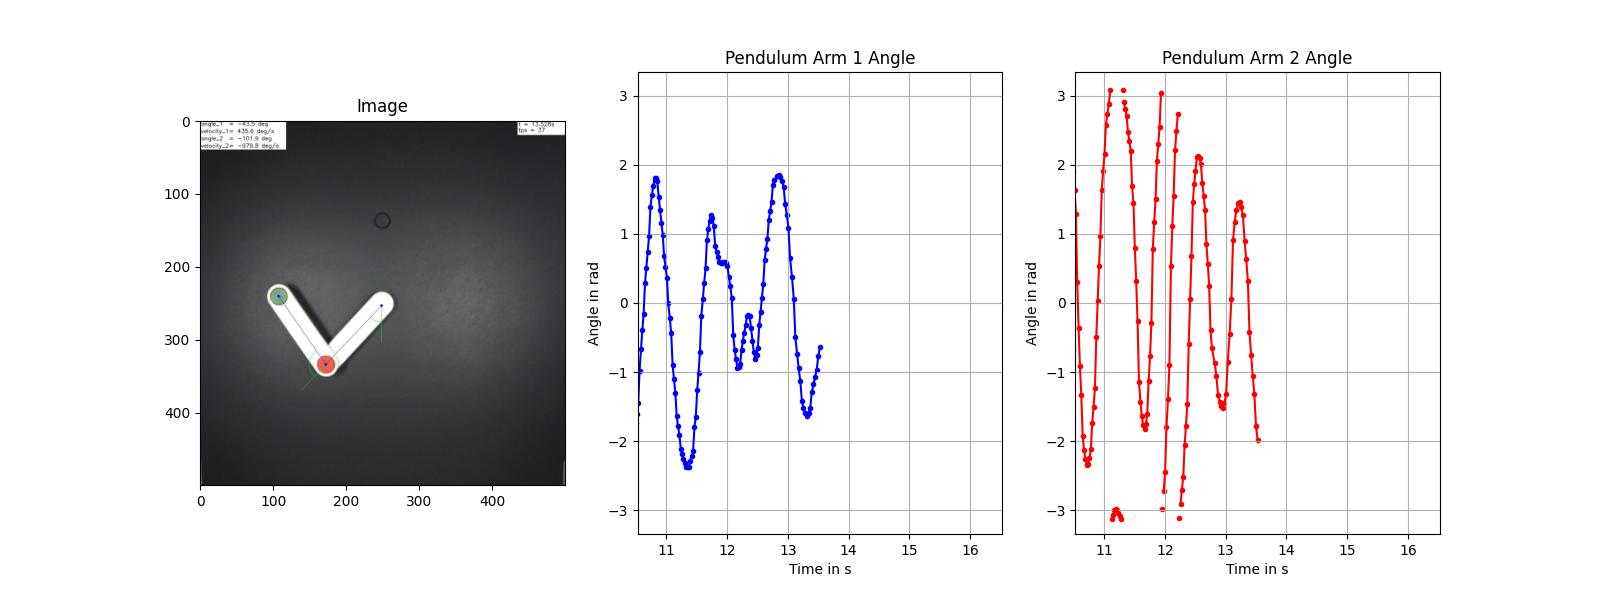 Image
angle_1 = -43.5 deg
velocity_1= 435.6 deg/s
angle_2 = -101.9 deg
velocity_2= -979.8 deg/s
t = 13.528s
fps = 37
0
100
200
300
400
0 100 200 300 400
Pendulum Arm 1 Angle
Angle in rad
3
2
1
0
−1
−2
−3
11 12 13 14 15 16
Time in s
Pendulum Arm 2 Angle
Angle in rad
3
2
1
0
−1
−2
−3
11 12 13 14 15 16
Time in s